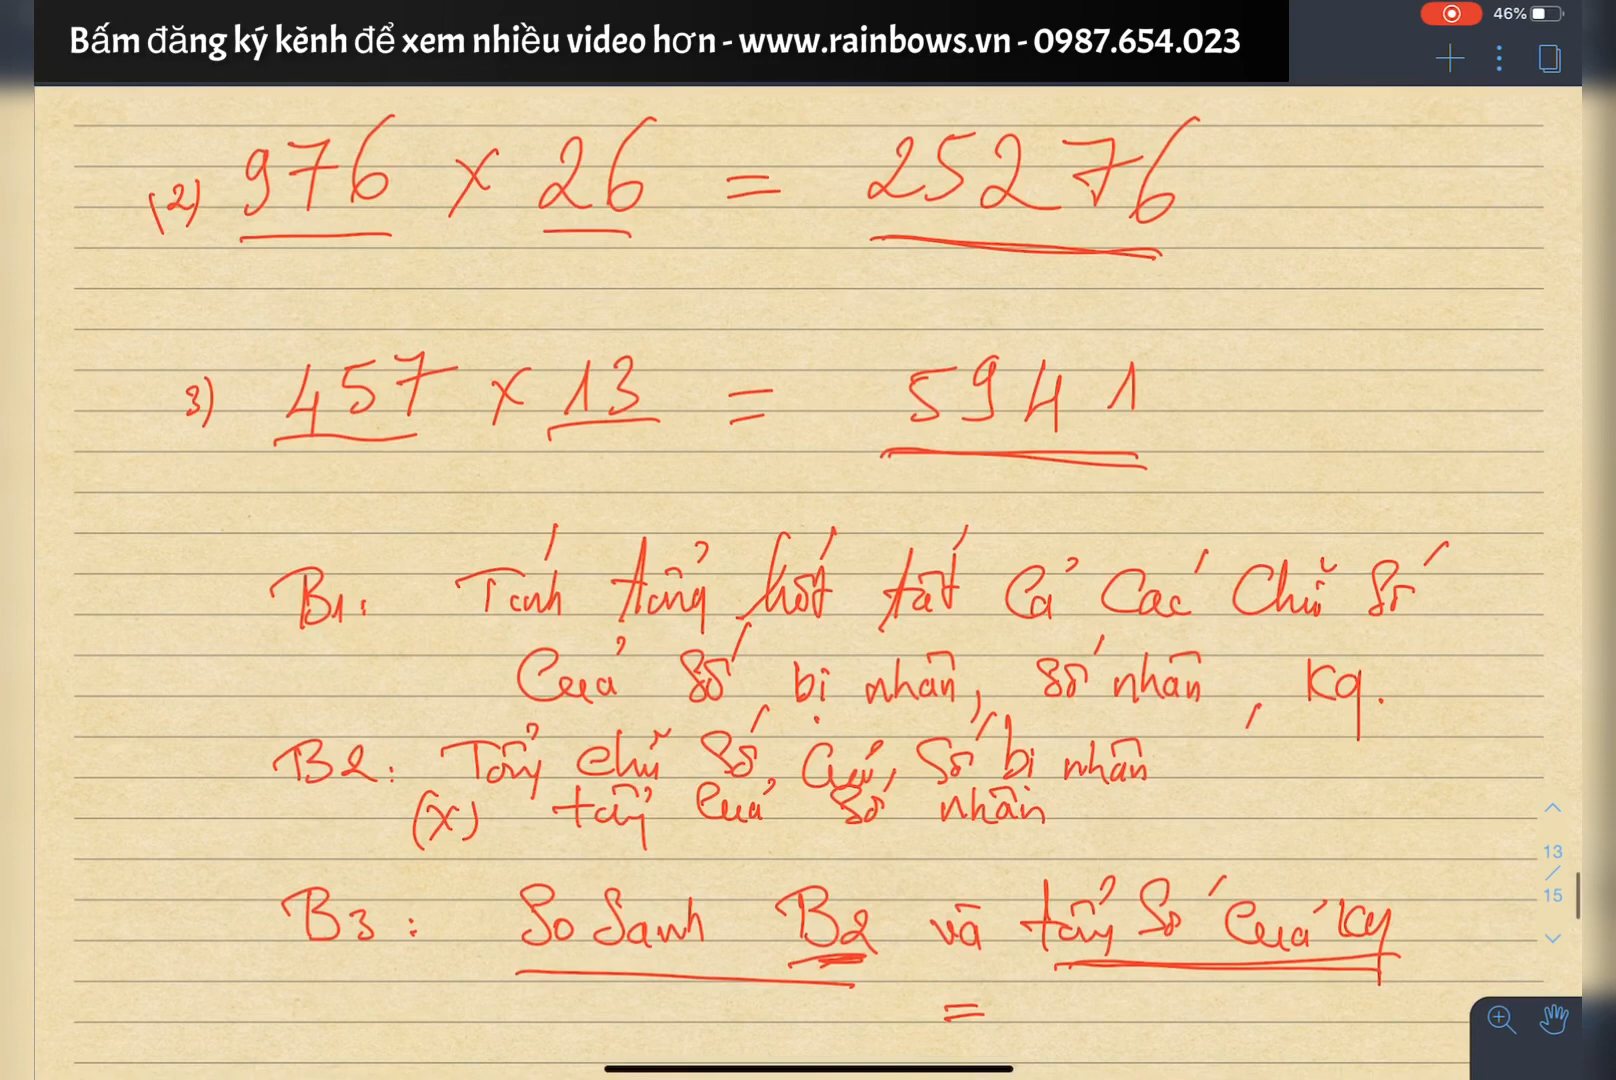 Bấm đăng ký kênh để xem nhiều video hơn - www.rainbows.vn - 0987.654.023
46%
(2) 976 x 26 = 25276
3) 457 x 13 = 5941
B1: Tính tổng hết tất cả các chữ số
của số bị nhân, số nhân, Kq.
B2: Tổng chữ số của số bị nhân
(x) tổng của số nhân
B3: So sánh B2 và tổng số của Kq
=
13
/
15